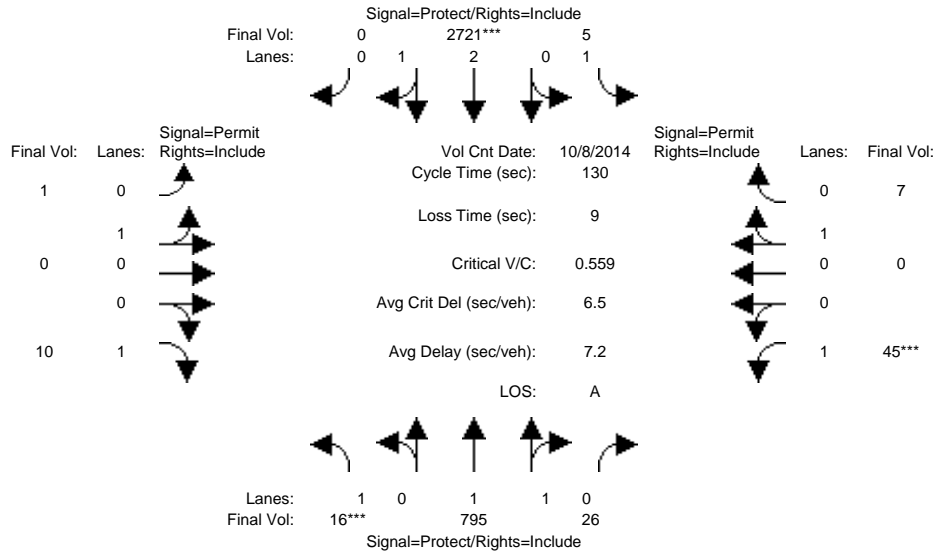 Signal=Protect/Rights=Include
Final Vol: 0 2721*** 5
Lanes: 0 1 2 0 1
Signal=Permit
Final Vol: Lanes: Rights=Include
Vol Cnt Date: 10/8/2014
Signal=Permit
Rights=Include Lanes: Final Vol:
Cycle Time (sec): 130
1 0
0 7
Loss Time (sec): 9
1
1
0 0
Critical V/C: 0.559
0 0
0
Avg Crit Del (sec/veh): 6.5
0
10 1
Avg Delay (sec/veh): 7.2
1 45***
LOS: A
Lanes: 1 0 1 1 0
Final Vol: 16*** 795 26
Signal=Protect/Rights=Include